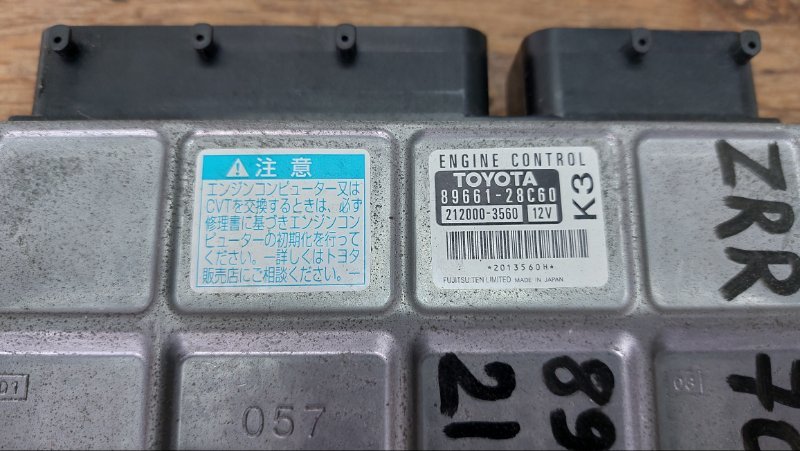 注意
エンジンコンピューター又は
CVTを交換するときは、必ず
修理書に基づきエンジンコン
ピューターの初期化を行って
ください。ー詳しくはトヨタ
販売店にご相談ください。ー
ENGINE CONTROL
TOYOTA
89661-28C60
212000-3560 12V
K3
*2013560H*
FUJITSU TEN LIMITED MADE IN JAPAN
ZRR
70
D1
057
89
21
03